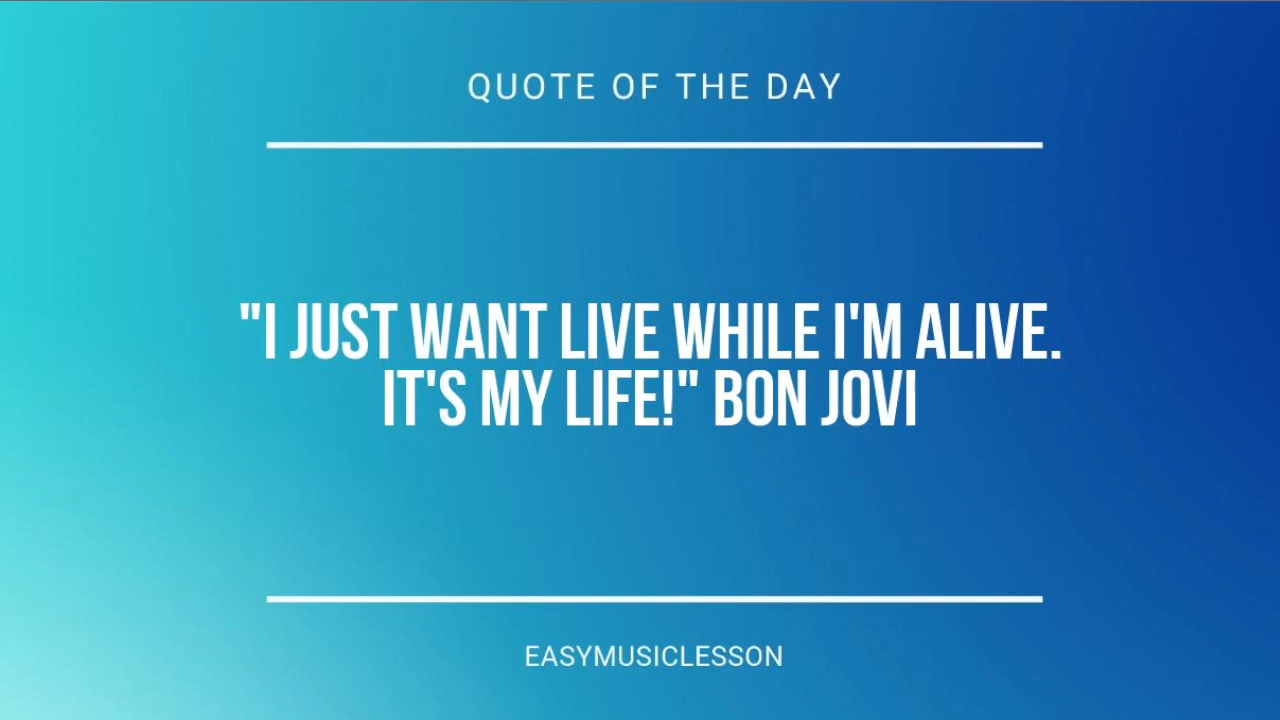 QUOTE OF THE DAY
"I JUST WANT LIVE WHILE I'M ALIVE.
IT'S MY LIFE!" BON JOVI
EASYMUSICLESSON